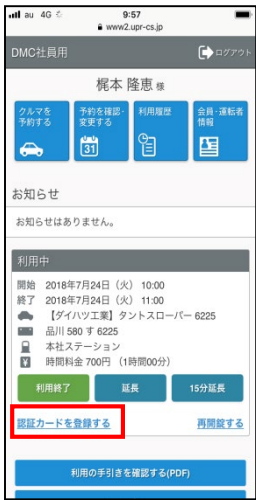 au 4G 9:57
www2.upr-cs.jp
DMC社員用 ログアウト
梶本 隆恵 様
クルマを
予約する
予約を確認・
変更する
31
利用履歴
会員・運転者
情報
お知らせ
お知らせはありません。
利用中
開始 2018年7月24日（火） 10:00
終了 2018年7月24日（火） 11:00
【ダイハツ工業】タントスローパー 6225
品川 580 す 6225
本社ステーション
時間料金 700円 （1時間00分）
利用終了 延長 15分延長
認証カードを登録する 再開錠する
利用の手引きを確認する(PDF)